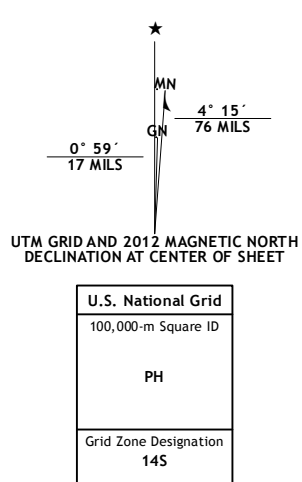 MN
4° 15´
76 MILS
GN
0° 59´
17 MILS
UTM GRID AND 2012 MAGNETIC NORTH
DECLINATION AT CENTER OF SHEET
U.S. National Grid
100,000-m Square ID
PH
Grid Zone Designation
14S